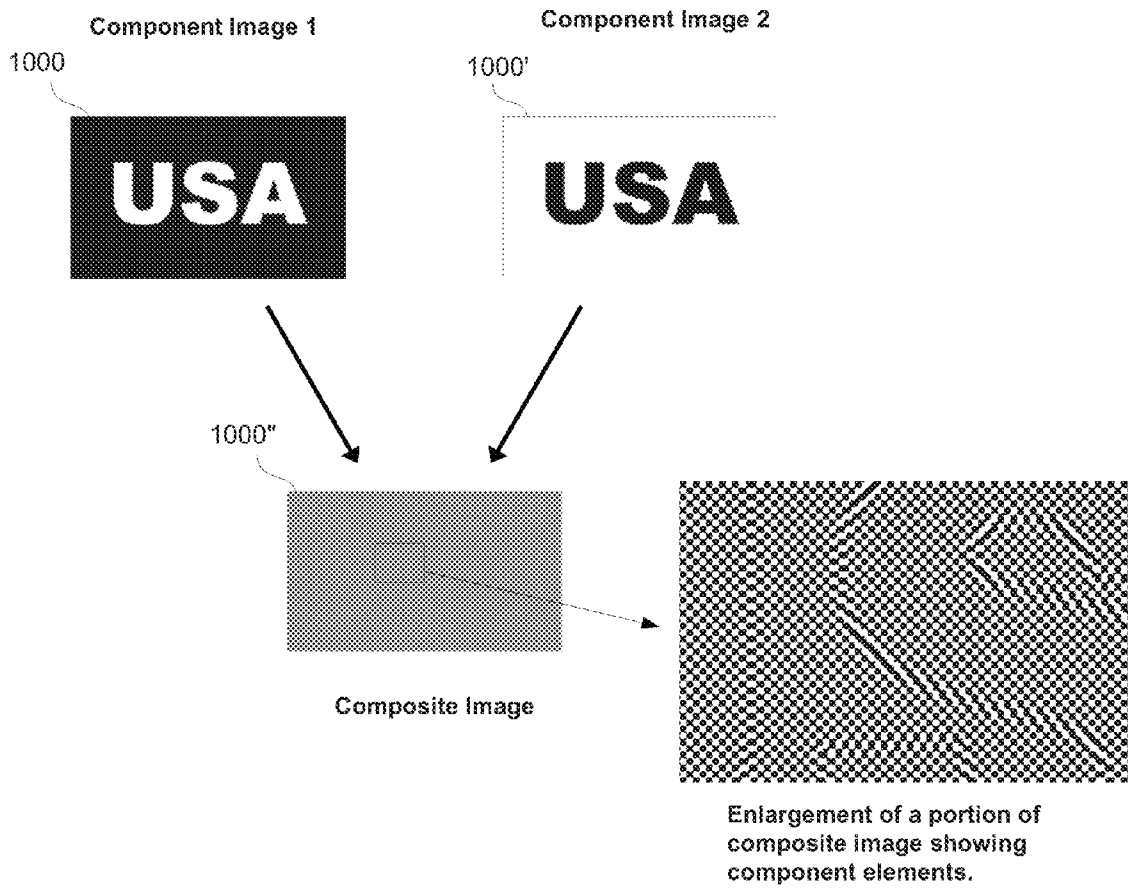 Component Image 1
Component Image 2
1000
1000'
USA
USA
1000"
Composite Image
Enlargement of a portion of
composite image showing
component elements.